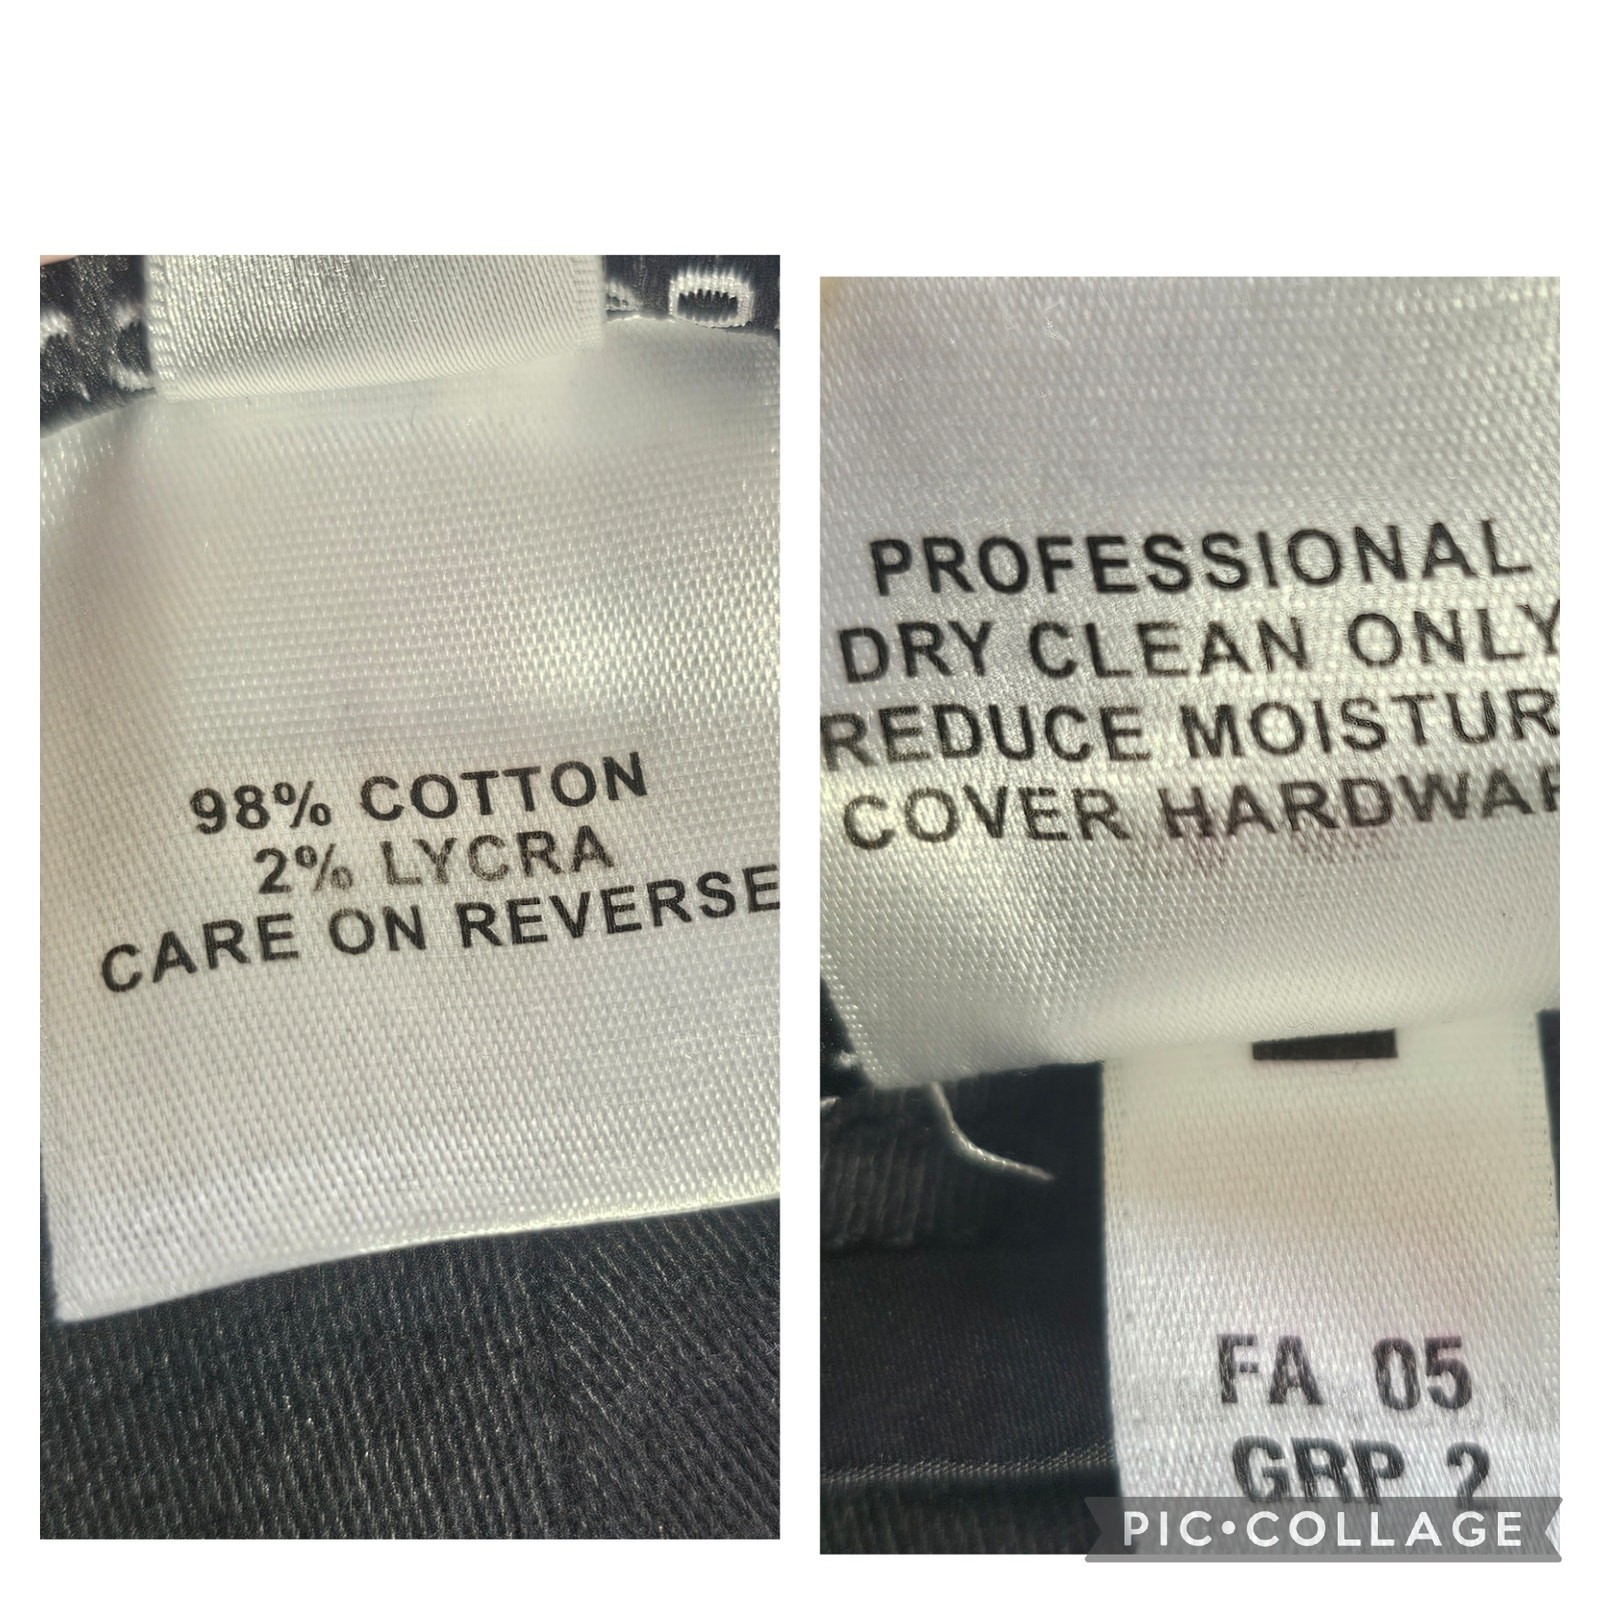 98% COTTON
2% LYCRA
CARE ON REVERSE
PROFESSIONAL
DRY CLEAN ONLY
REDUCE MOISTUR
COVER HARDWAR
FA 05
GRP 2
PIC•COLLAGE